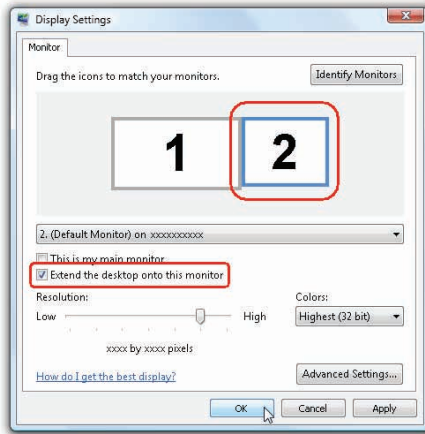 Display Settings
Monitor
Drag the icons to match your monitors.
Identify Monitors
1
2
2. (Default Monitor) on xxxxxxxxxx
This is my main monitor
Extend the desktop onto this monitor
Resolution:
Colors:
Low
High
Highest (32 bit)
xxxx by xxxx pixels
How do I get the best display?
Advanced Settings...
OK
Cancel
Apply